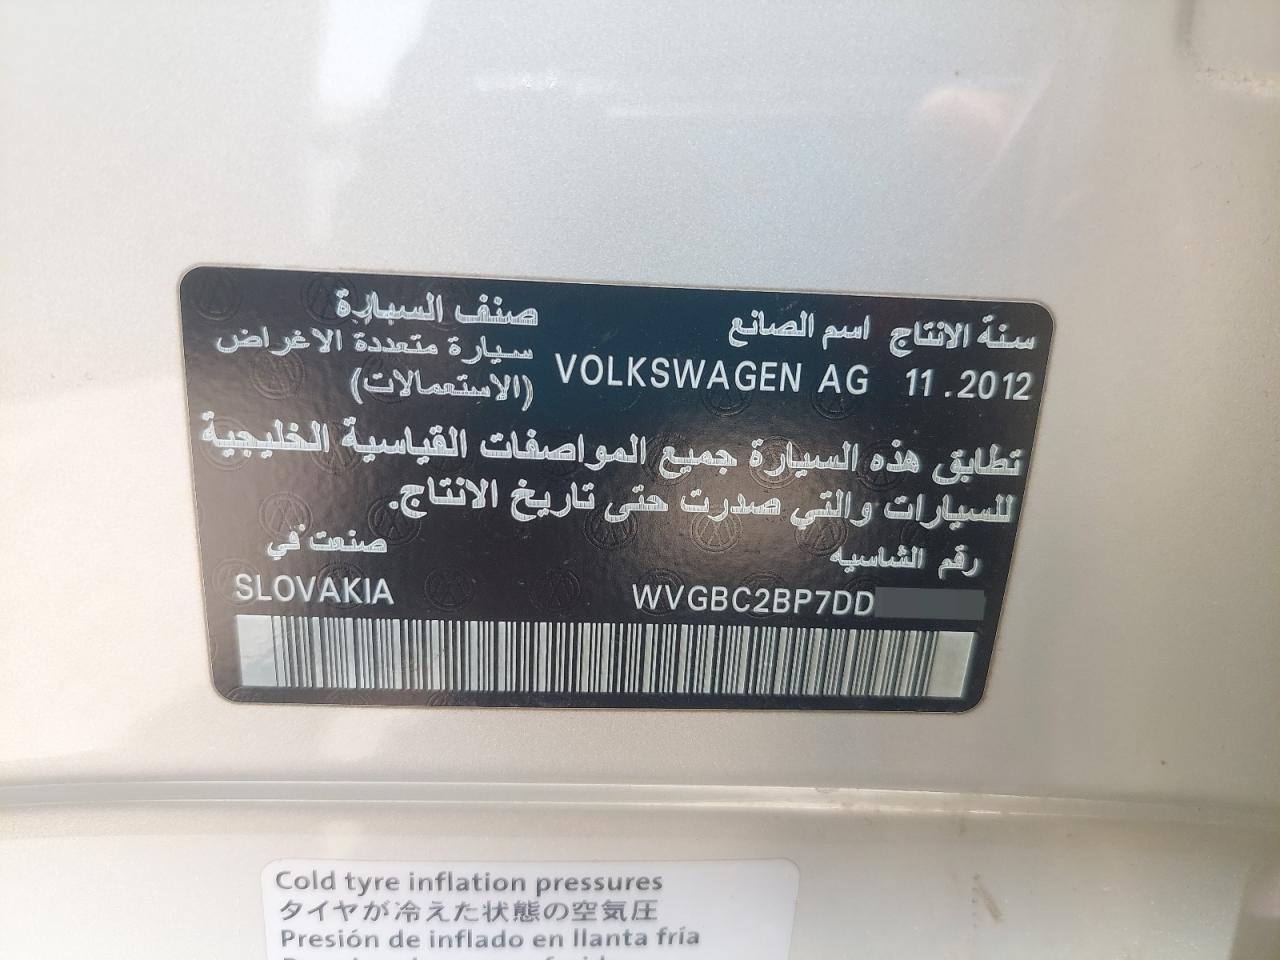 سنة الانتاج اسم الصانع صنف السيارة
11.2012 VOLKSWAGEN AG سيارة متعددة الاغراض
(الاستعمالات)
تطابق هذه السيارة جميع المواصفات القياسية الخليجية
للسيارات والتي صدرت حتى تاريخ الانتاج.
رقم الشاسيه صنعت في
WVGBC2BP7DD SLOVAKIA
Cold tyre inflation pressures
タイヤが冷えた状態の空気圧
Presión de inflado en llanta fría